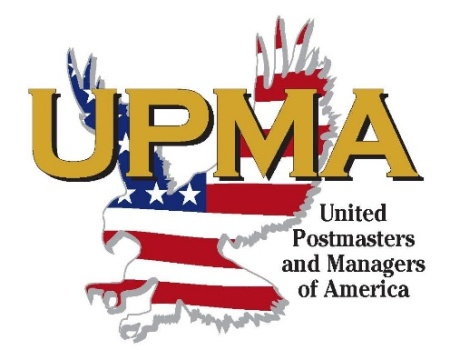 UPMA
United
Postmasters
and Managers
of America